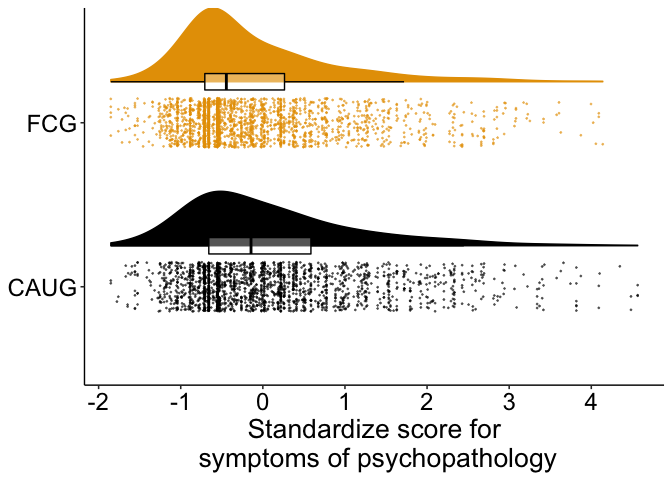 FCG
CAUG
-2 -1 0 1 2 3 4
Standardize score for
symptoms of psychopathology